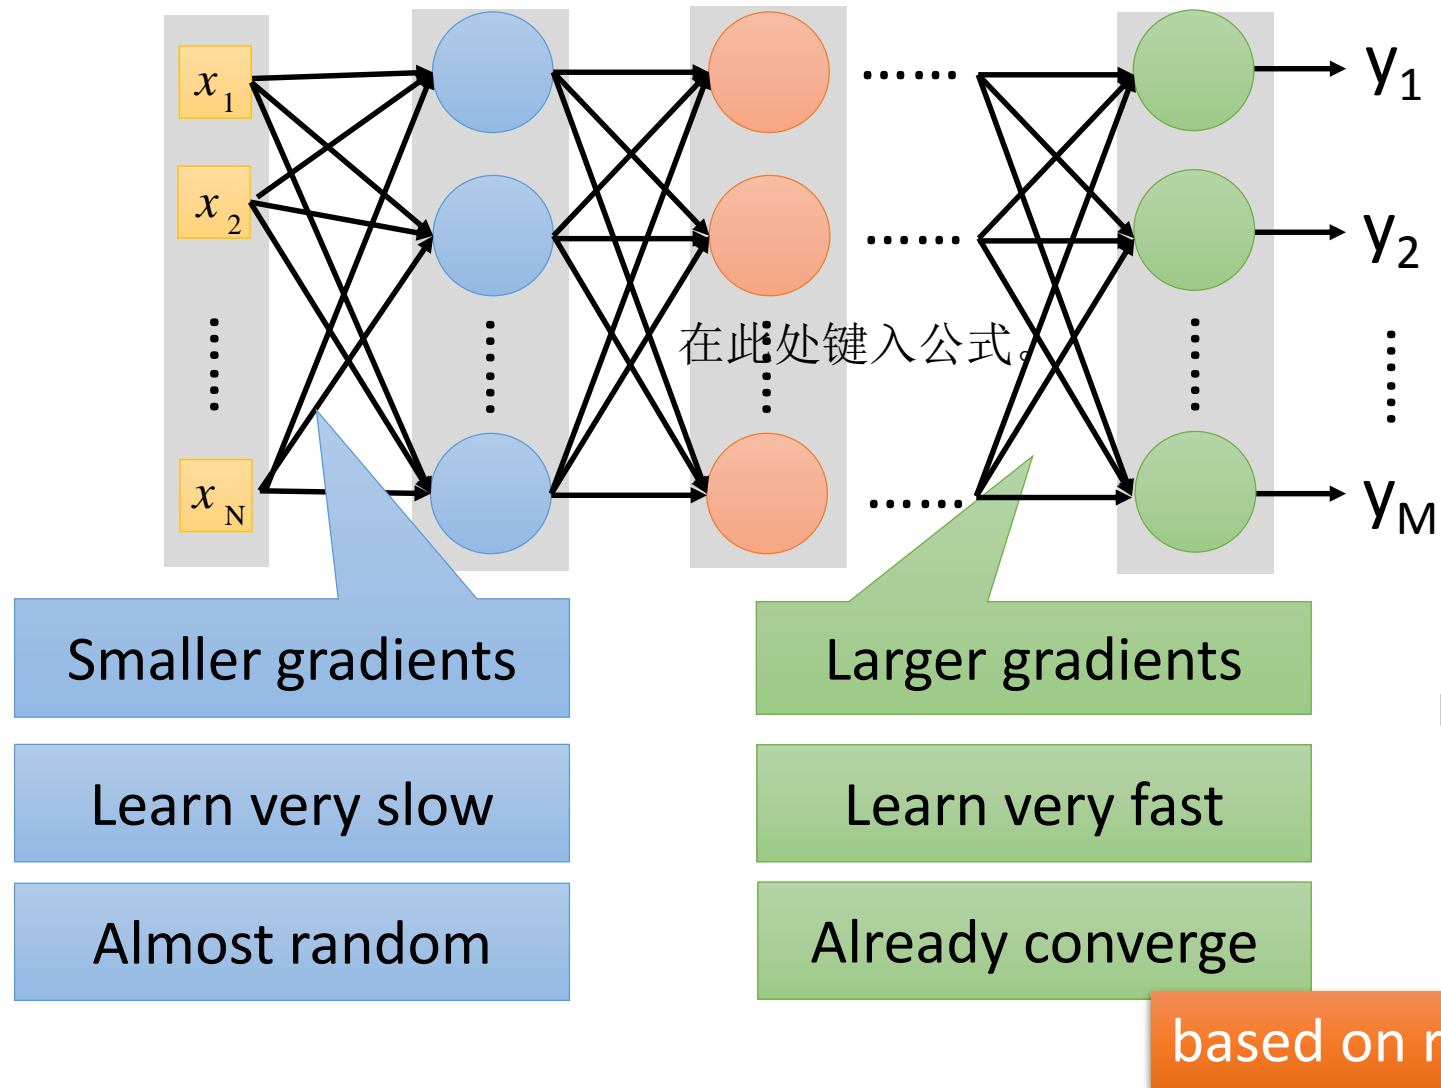 x1
y1
x2
y2
在此处键入公式。
xN
yM
Smaller gradients
Larger gradients
Learn very slow
Learn very fast
Almost random
Already converge
based on